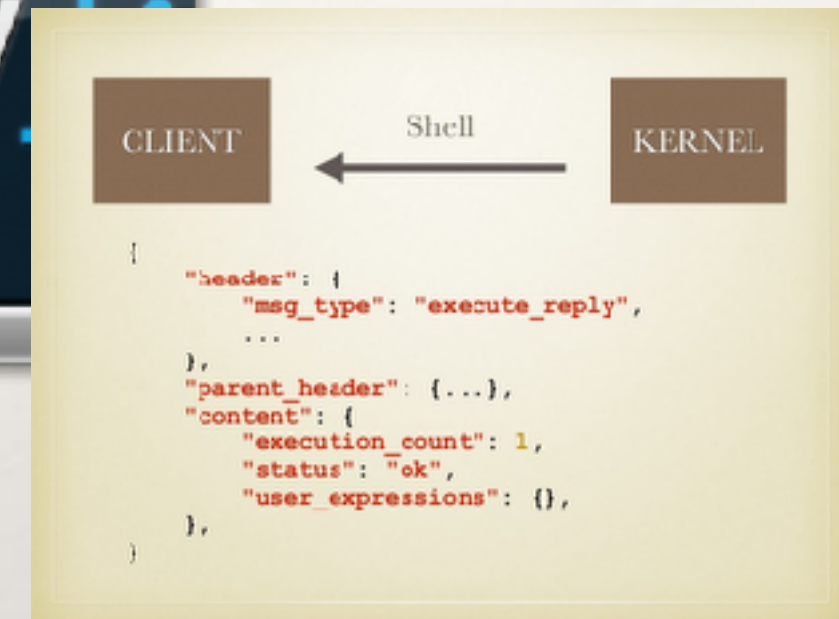 CLIENT
Shell
KERNEL
{
"header": {
"msg_type": "execute_reply",
...
},
"parent_header": {...},
"content": {
"execution_count": 1,
"status": "ok",
"user_expressions": {},
},
}